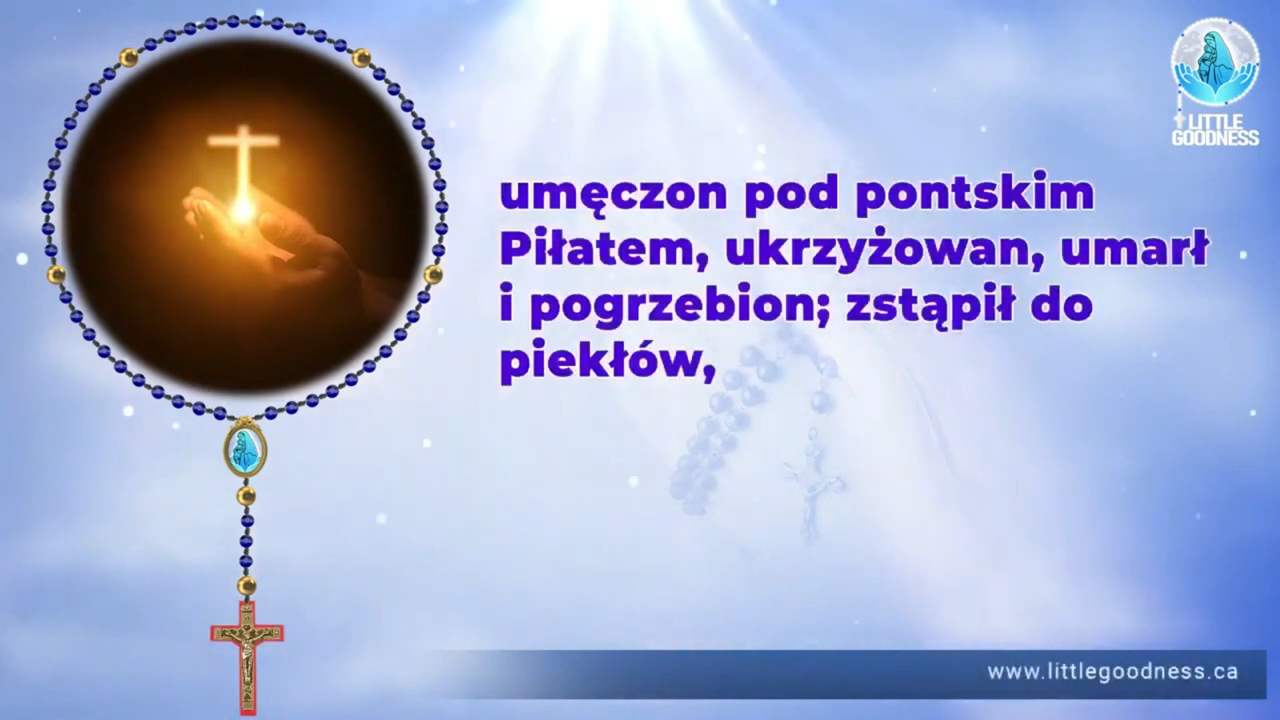 LITTLE
GOODNESS
umęczon pod pontskim
Piłatem, ukrzyżowan, umarł
i pogrzebion; zstąpił do
piekłów,
www.littlegoodness.ca